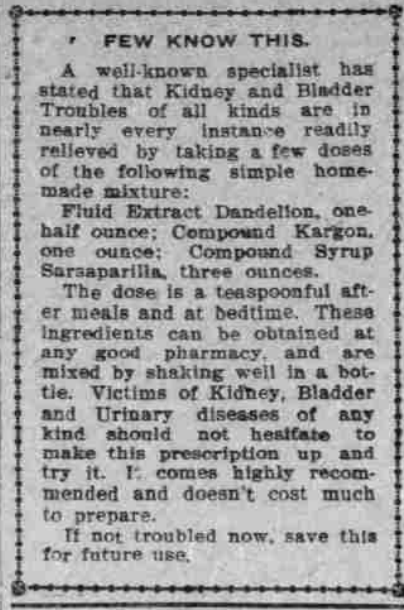 FEW KNOW THIS.
A well-known specialist has
stated that Kidney and Bladder
Troubles of all kinds are in
nearly every instance readily
relieved by taking a few doses
of the following simple home-
made mixture:
Fluid Extract Dandelion, one-
half ounce; Compound Kargon,
one ounce; Compound Syrup
Sarsaparilla, three ounces.
The dose is a teaspoonful aft-
er meals and at bedtime. These
ingredients can be obtained at
any good pharmacy, and are
mixed by shaking well in a bot-
tle. Victims of Kidney, Bladder
and Urinary diseases of any
kind should not hesitate to
make this prescription up and
try it. It comes highly recom-
mended and doesn't cost much
to prepare.
If not troubled now, save this
for future use.